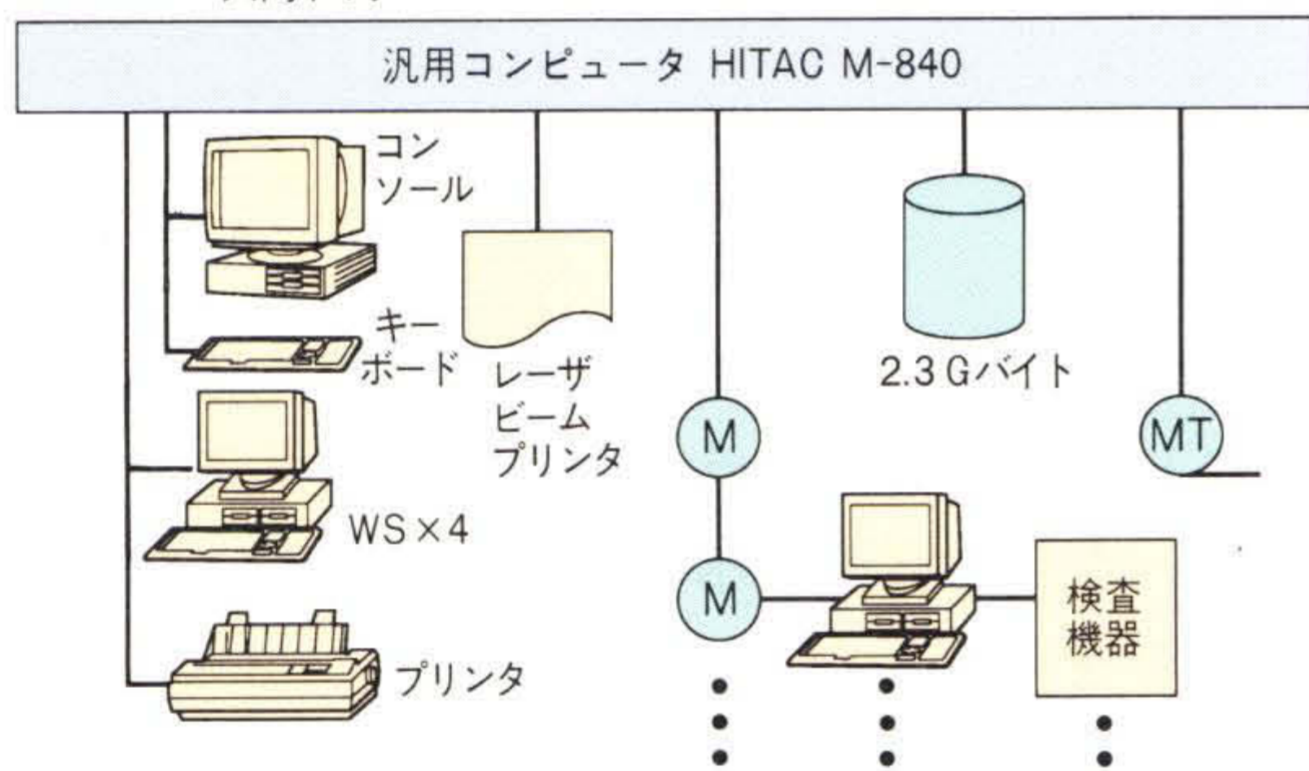 汎用コンピュータ HITAC M-840
コン
ソール
キー
ボード
レーザ
ビーム
プリンタ
2.3 Gバイト
M
MT
WS×4
M
検査
機器
プリンタ